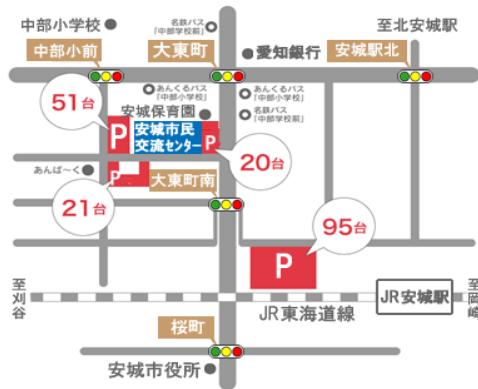 中部小学校
名鉄バス
「中部小学校前」
至北安城駅
中部小前
大東町
愛知銀行
安城駅北
51台
あんくるバス
「中部小学校」
あんくるバス
「中部小学校」
安城保育園
名鉄バス
「中部小学校前」
P
安城市民
交流センター
P
20台
あんぱ~く
P
大東町南
21台
95台
P
至刈谷
至岡崎
JR安城駅
JR東海道線
桜町
安城市役所